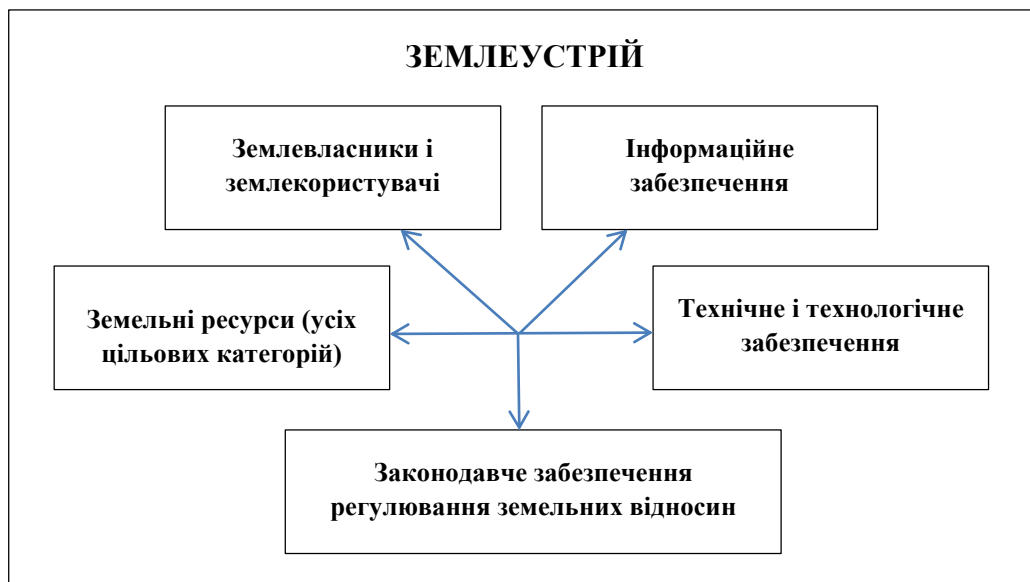 ЗЕМЛЕУСТРІЙ
Землевласники і
землекористувачі
Інформаційне
забезпечення
Земельні ресурси (усіх
цільових категорій)
Технічне і технологічне
забезпечення
Законодавче забезпечення
регулювання земельних відносин